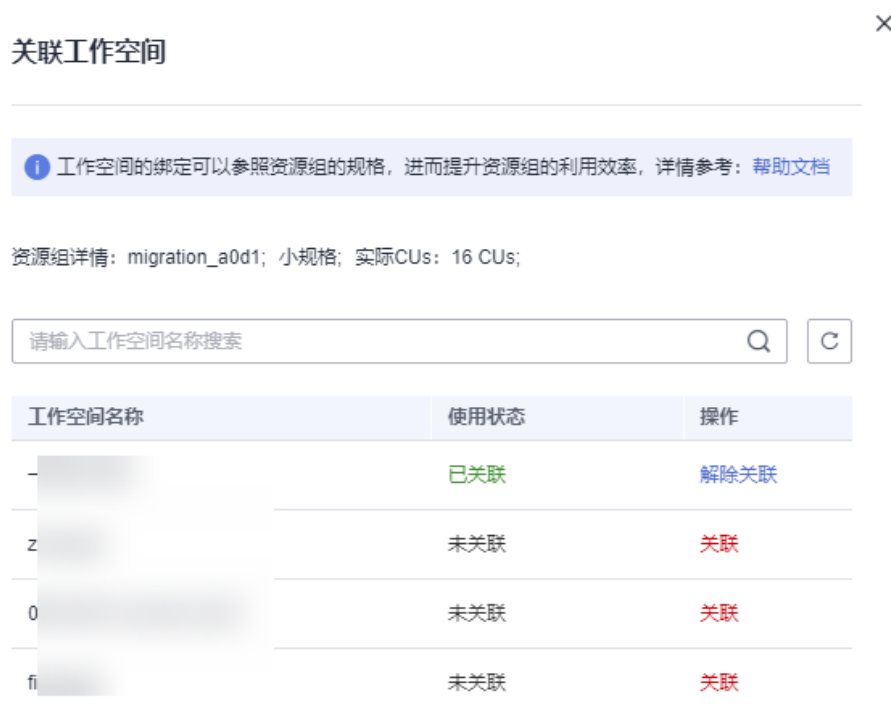 关联工作空间
工作空间的绑定可以参照资源组的规格，进而提升资源组的利用效率，详情参考：帮助文档
资源组详情：migration_a0d1; 小规格; 实际CUs：16 CUs;
请输入工作空间名称搜索
工作空间名称 使用状态 操作
已关联 解除关联
z 未关联 关联
0 未关联 关联
fi 未关联 关联